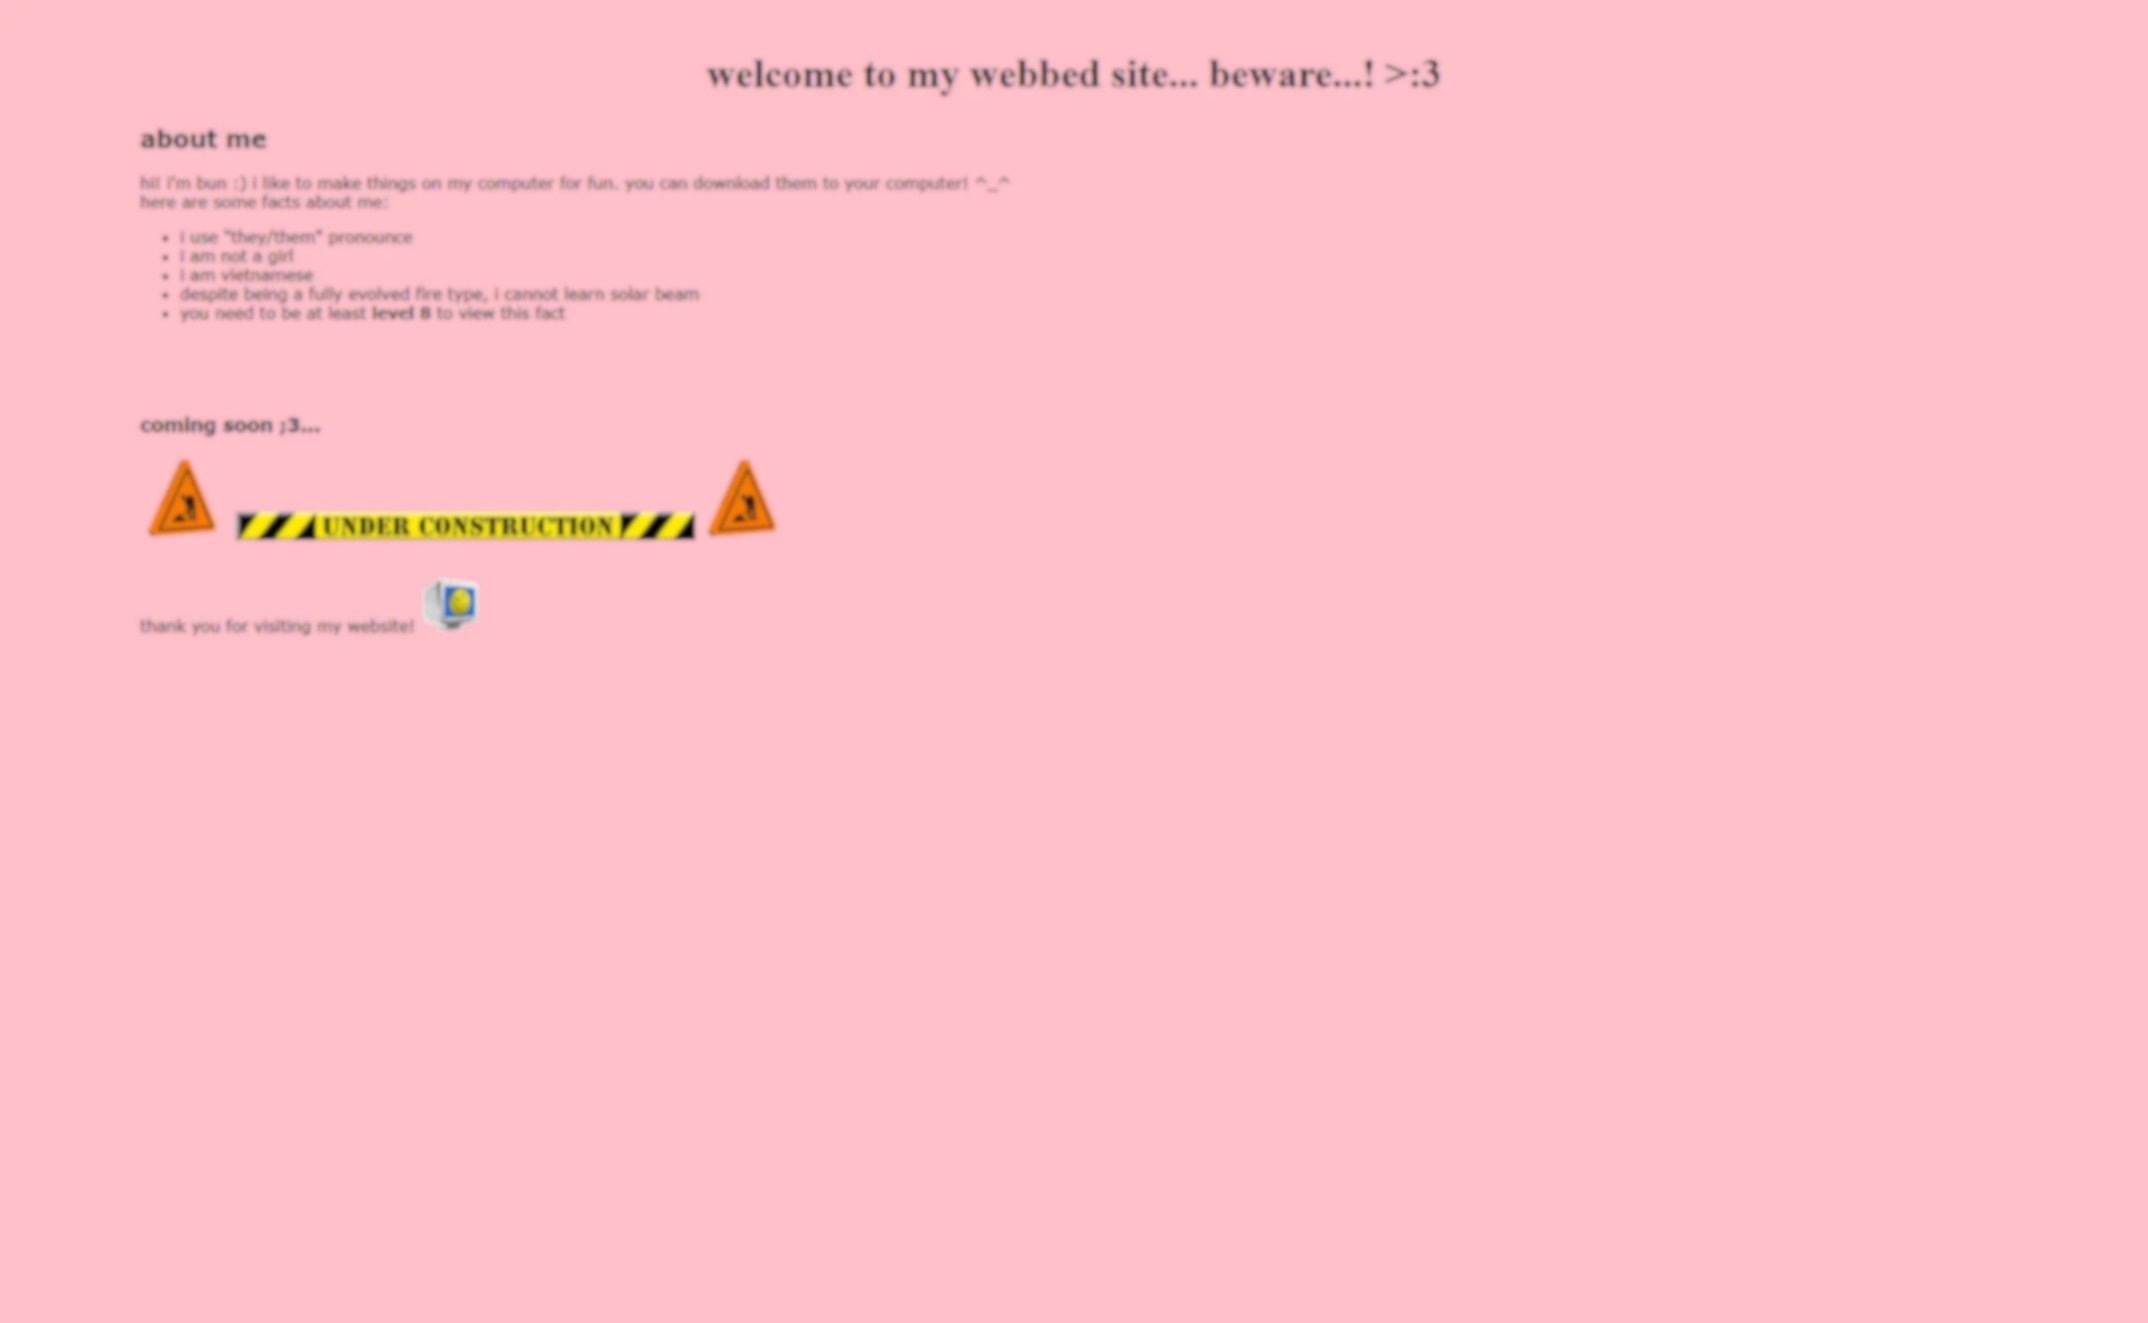 welcome to my webbed site... beware...! >:3
about me
hi! i'm bun :) i like to make things on my computer for fun. you can download them to your computer! ^_^
here are some facts about me:
• i use "they/them" pronounce
• i am not a girl
• i am vietnamese
• despite being a fully evolved fire type, i cannot learn solar beam
• you need to be at least level 8 to view this fact
coming soon ;3...
UNDER CONSTRUCTION
thank you for visiting my website!